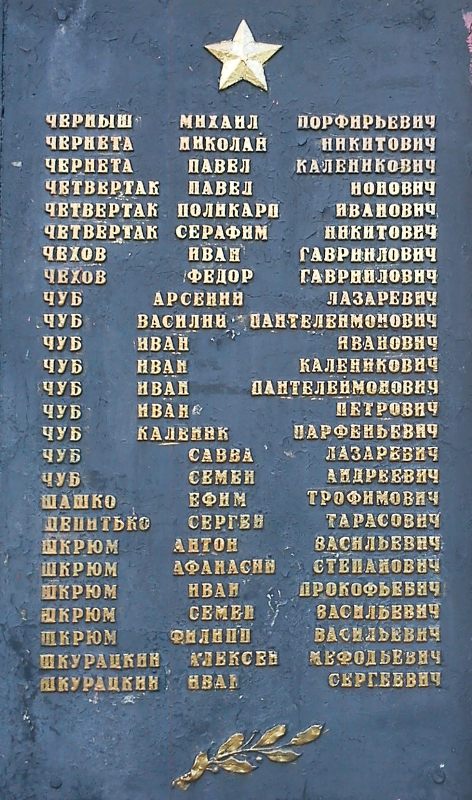 ЧЕРНЫШ МИХАИЛ ПОРФИРЬЕВИЧ
ЧЕРНЕТА НИКОЛАЙ НИКИТОВИЧ
ЧЕРНЕТА ПАВЕЛ КАЛЕНИКОВИЧ
ЧЕТВЕРТАК ПАВЕЛ ИОНОВИЧ
ЧЕТВЕРТАК ПОЛИКАРП ИВАНОВИЧ
ЧЕТВЕРТАК СЕРАФИМ НИКИТОВИЧ
ЧЕХОВ ИВАН ГАВРИИЛОВИЧ
ЧЕХОВ ФЕДОР ГАВРИИЛОВИЧ
ЧУБ АРСЕНИЙ ЛАЗАРЕВИЧ
ЧУБ ВАСИЛИЙ ПАНТЕЛЕЙМОНОВИЧ
ЧУБ ИВАН ИВАНОВИЧ
ЧУБ ИВАН КАЛЕНИКОВИЧ
ЧУБ ИВАН ПАНТЕЛЕЙМОНОВИЧ
ЧУБ ИВАН ПЕТРОВИЧ
ЧУБ КАЛЕНИК ПАРФЕНЬЕВИЧ
ЧУБ САВВА ЛАЗАРЕВИЧ
ЧУБ СЕМЕН АНДРЕЕВИЧ
ШАШКО ЕФИМ ТРОФИМОВИЧ
СЕРГЕЙ ТАРАСОВИЧ
ШКРЮМ АНТОН ВАСИЛЬЕВИЧ
ШКРЮМ АФАНАСИЙ СТЕПАНОВИЧ
ШКРЮМ ИВАН ПРОКОФЬЕВИЧ
ШКРЮМ СЕМЕН ВАСИЛЬЕВИЧ
ШКРЮМ ФИЛИПП ВАСИЛЬЕВИЧ
ШКУРАЦКИЙ АЛЕКСЕЙ МЕФОДЬЕВИЧ
ШКУРАЦКИЙ ИВАН СЕРГЕЕВИЧ